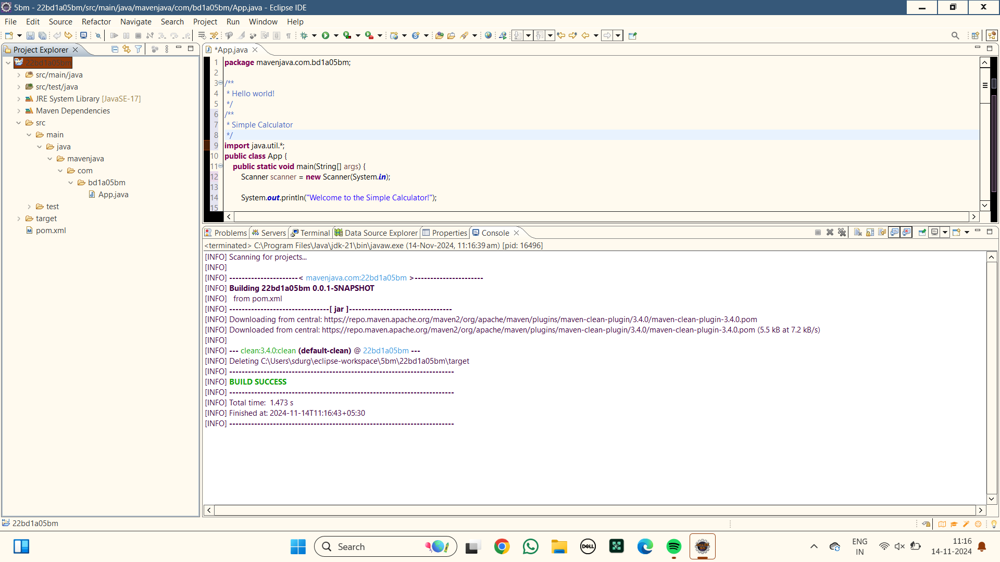 5bm - 22bd1a05bm/src/main/java/mavenjava/com/bd1a05bm/App.java - Eclipse IDE
File Edit Source Refactor Navigate Search Project Run Window Help
Project Explorer
22bd1a05bm
src/main/java
src/test/java
JRE System Library [JavaSE-17]
Maven Dependencies
src
main
java
mavenjava
com
bd1a05bm
App.java
test
target
pom.xml
*App.java
1 package mavenjava.com.bd1a05bm;
2
3 /**
4 * Hello world!
5 */
6 /**
7 * Simple Calculator
8 */
9 import java.util.*;
10 public class App {
11 public static void main(String[] args) {
12 Scanner scanner = new Scanner(System.in);
13
14 System.out.println("Welcome to the Simple Calculator!");
15
Problems Servers Terminal Data Source Explorer Properties Console
<terminated> C:\Program Files\Java\jdk-21\bin\javaw.exe (14-Nov-2024, 11:16:39 am) [pid: 16496]
[INFO] Scanning for projects...
[INFO]
[INFO] ----------------------< mavenjava.com:22bd1a05bm >----------------------
[INFO] Building 22bd1a05bm 0.0.1-SNAPSHOT
[INFO] from pom.xml
[INFO] --------------------------------[ jar ]---------------------------------
[INFO] Downloading from central: https://repo.maven.apache.org/maven2/org/apache/maven/plugins/maven-clean-plugin/3.4.0/maven-clean-plugin-3.4.0.pom
[INFO] Downloaded from central: https://repo.maven.apache.org/maven2/org/apache/maven/plugins/maven-clean-plugin/3.4.0/maven-clean-plugin-3.4.0.pom (5.5 kB at 7.2 kB/s)
[INFO]
[INFO] --- clean:3.4.0:clean (default-clean) @ 22bd1a05bm ---
[INFO] Deleting C:\Users\sdurg\eclipse-workspace\5bm\22bd1a05bm\target
[INFO] ------------------------------------------------------------------------
[INFO] BUILD SUCCESS
[INFO] ------------------------------------------------------------------------
[INFO] Total time: 1.473 s
[INFO] Finished at: 2024-11-14T11:16:43+05:30
[INFO] ------------------------------------------------------------------------
22bd1a05bm
Search
DELL
ENG
IN
11:16
14-11-2024